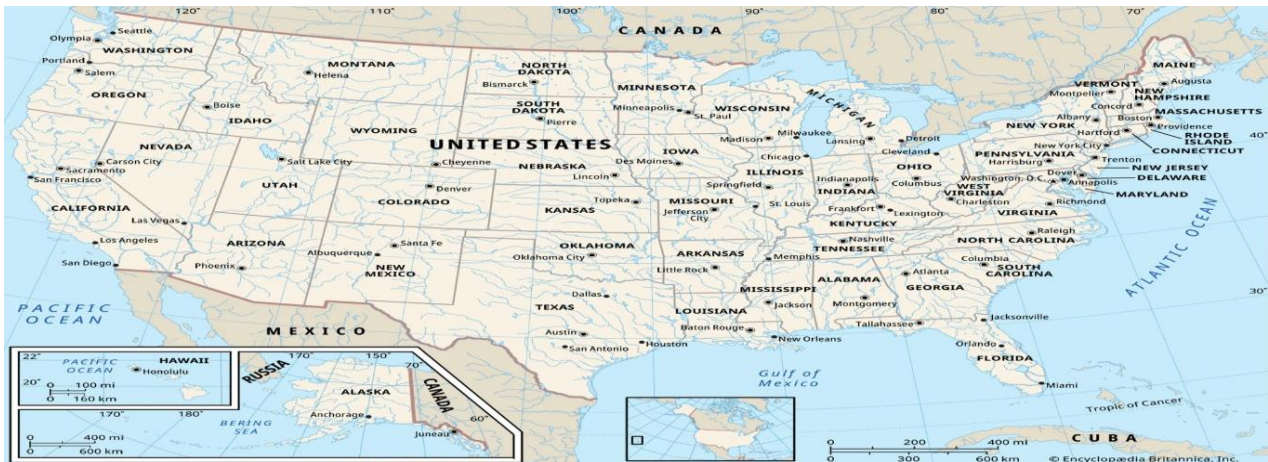 120° 110° 100° 90° 80° 70°
CANADA
Seattle
Olympia
WASHINGTON
Portland
Salem
OREGON
MONTANA
Helena
NORTH
DAKOTA
Bismarck
MINNESOTA
Minneapolis
St. Paul
WISCONSIN
MICHIGAN
MAINE
Augusta
VERMONT
Montpelier
NEW
HAMPSHIRE
Concord
MASSACHUSETTS
Boston
Albany
Providence
NEW YORK
Hartford
RHODE
ISLAND
CONNECTICUT
40°
Boise
IDAHO
SOUTH
DAKOTA
Pierre
WYOMING
UNITED STATES
Madison
Milwaukee
Lansing
Detroit
Cleveland
Chicago
New York City
PENNSYLVANIA
Harrisburg
Trenton
NEW JERSEY
NEVADA
Carson City
Sacramento
San Francisco
Salt Lake City
UTAH
Cheyenne
Denver
COLORADO
NEBRASKA
Lincoln
IOWA
Des Moines
ILLINOIS
Springfield
Indianapolis
INDIANA
OHIO
Columbus
WEST
VIRGINIA
Charleston
Washington, D.C.
Dover
DELAWARE
Annapolis
MARYLAND
Richmond
VIRGINIA
CALIFORNIA
Las Vegas
Los Angeles
San Diego
ARIZONA
Phoenix
Albuquerque
Santa Fe
NEW
MEXICO
Topeka
KANSAS
MISSOURI
Jefferson
City
St. Louis
Frankfort
Lexington
KENTUCKY
Nashville
TENNESSEE
Raleigh
NORTH CAROLINA
OKLAHOMA
Oklahoma City
ARKANSAS
Little Rock
Memphis
Columbia
SOUTH
CAROLINA
Atlanta
GEORGIA
ALABAMA
Montgomery
MISSISSIPPI
Jackson
ATLANTIC OCEAN
30°
Dallas
TEXAS
Austin
San Antonio
Houston
LOUISIANA
Baton Rouge
New Orleans
Tallahassee
Jacksonville
Orlando
FLORIDA
Miami
PACIFIC
OCEAN
MEXICO
Gulf of
Mexico
Tropic of Cancer
CUBA
22°
PACIFIC
OCEAN
HAWAII
Honolulu
20°
0 100 mi
0 160 km
170° 180°
0 400 mi
0 600 km
170° 150° 70°
RUSSIA
ALASKA
CANADA
Anchorage
60°
BERING
SEA
Juneau
0 200 400 mi
0 300 600 km
© Encyclopædia Britannica, Inc.